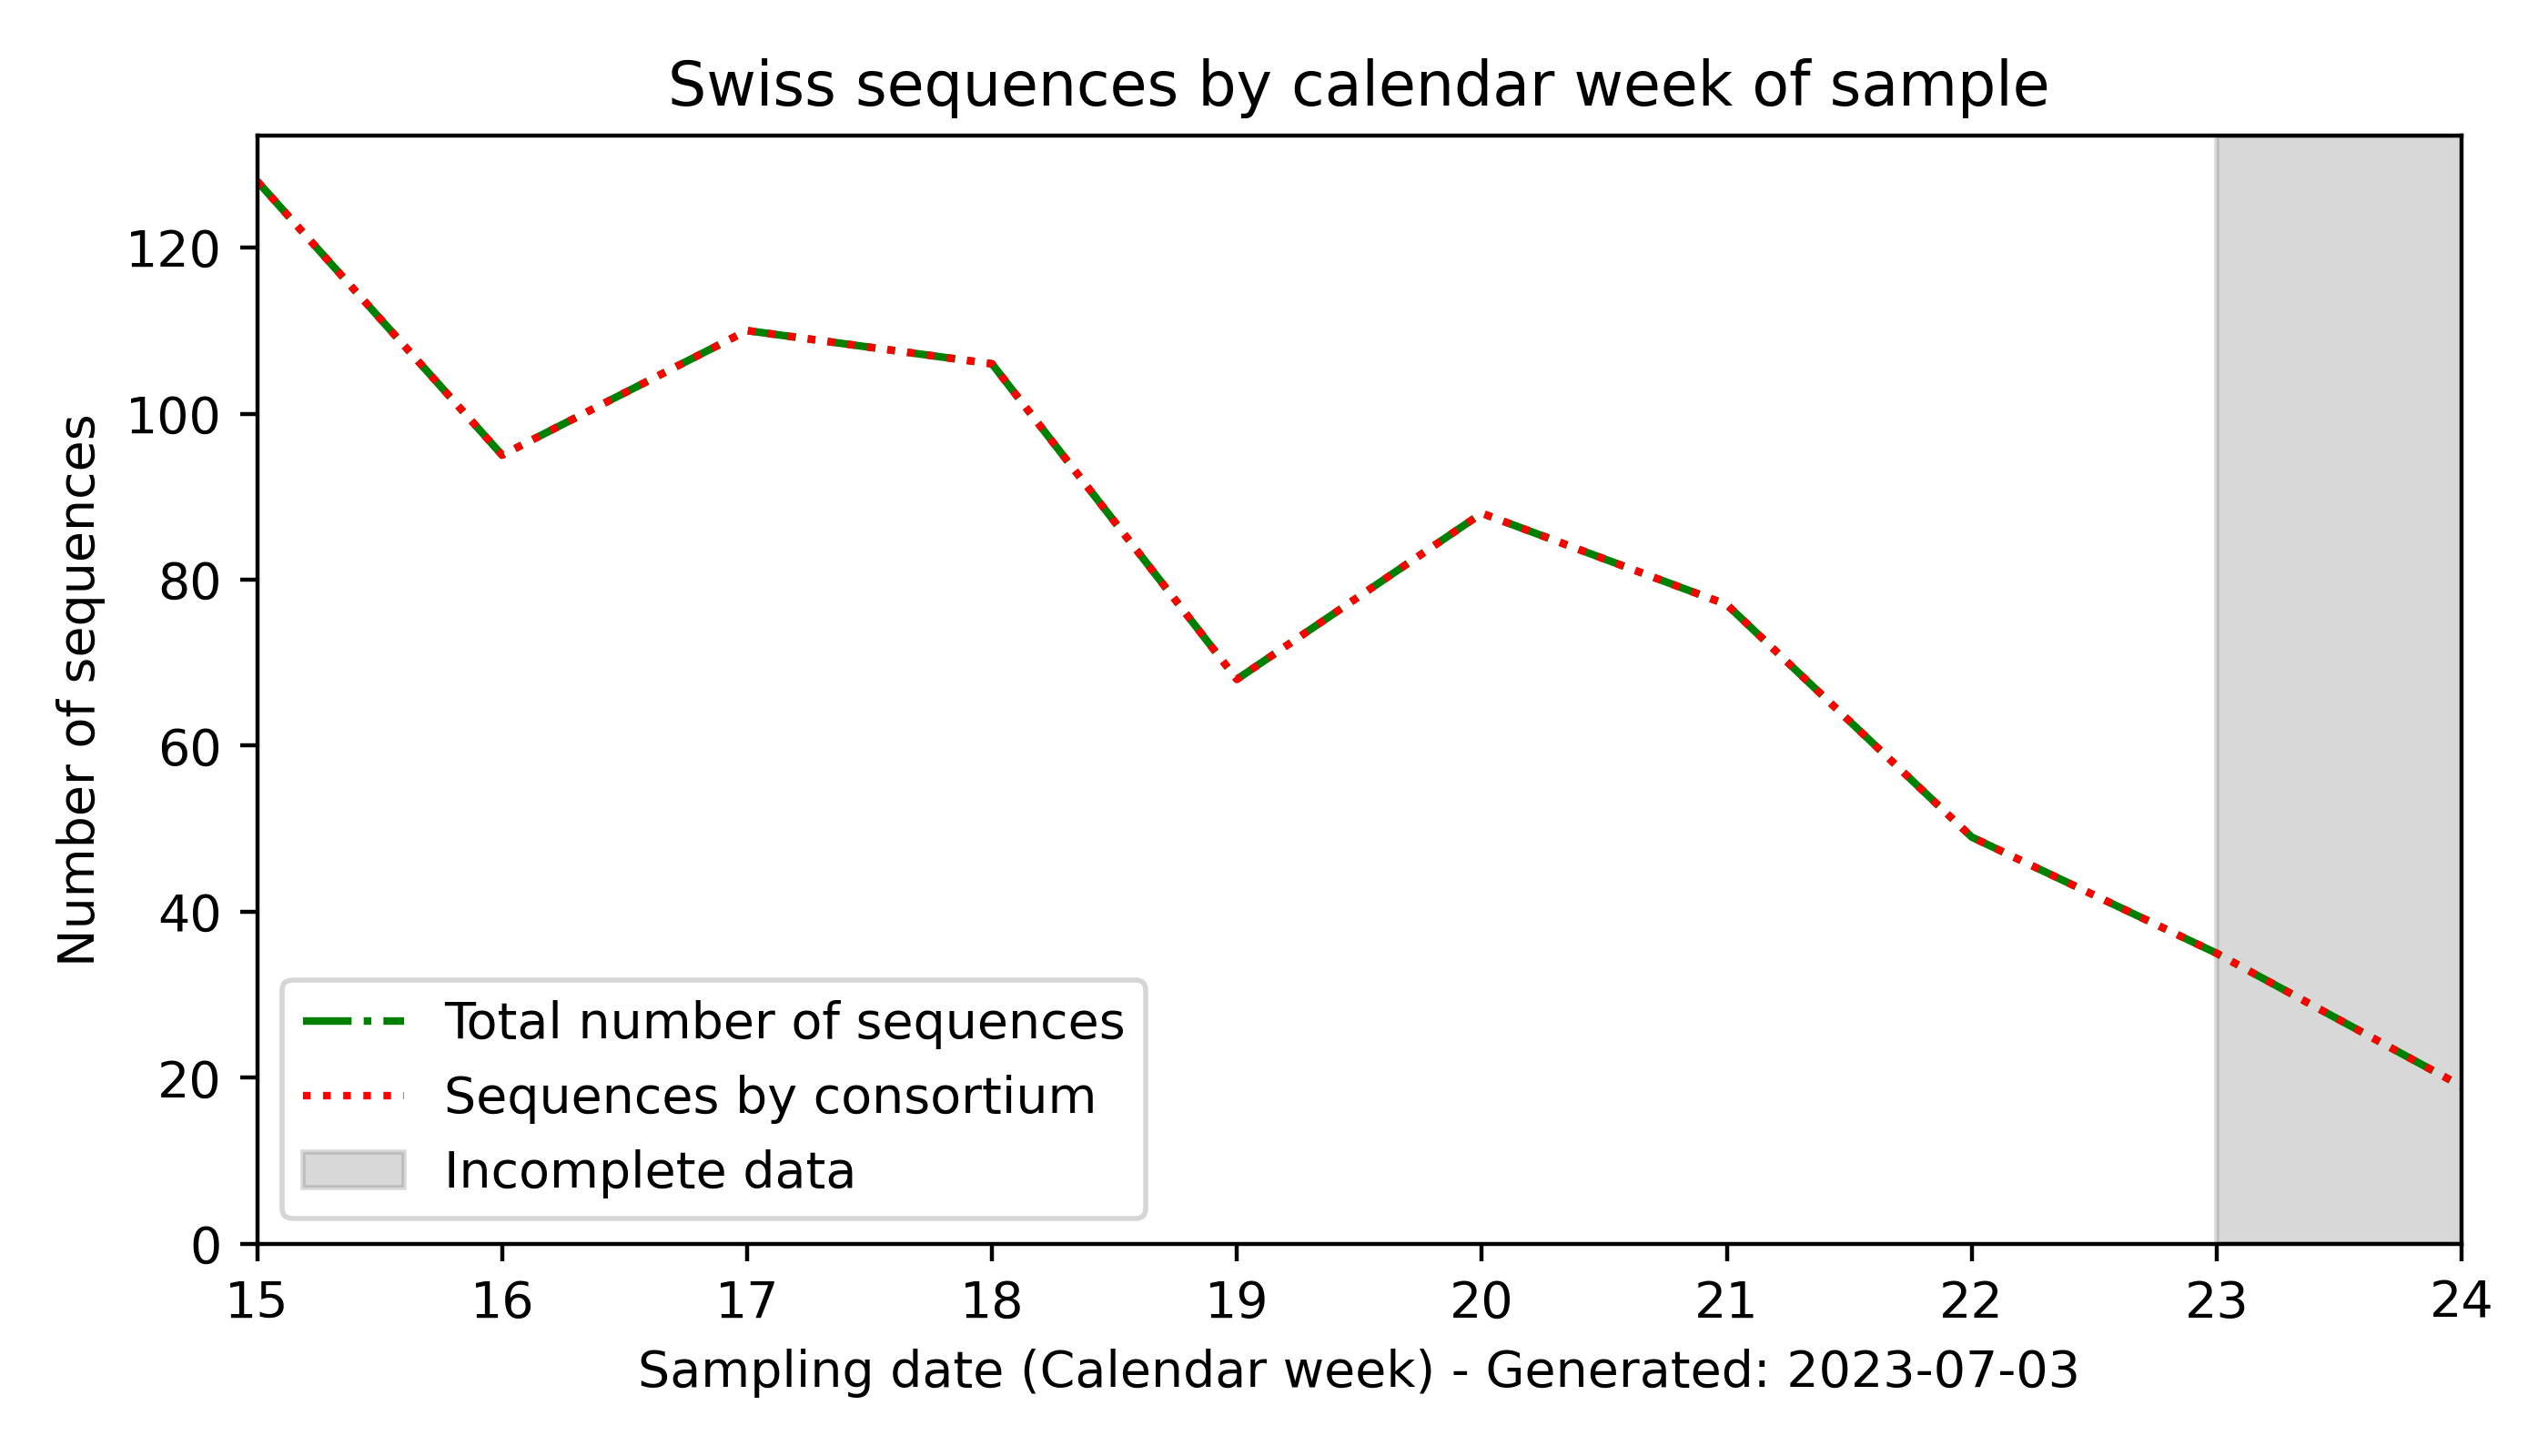 Swiss sequences by calendar week of sample
Number of sequences
120
100
80
60
40
20
0
Total number of sequences
Sequences by consortium
Incomplete data
15 16 17 18 19 20 21 22 23 24
Sampling date (Calendar week) - Generated: 2023-07-03